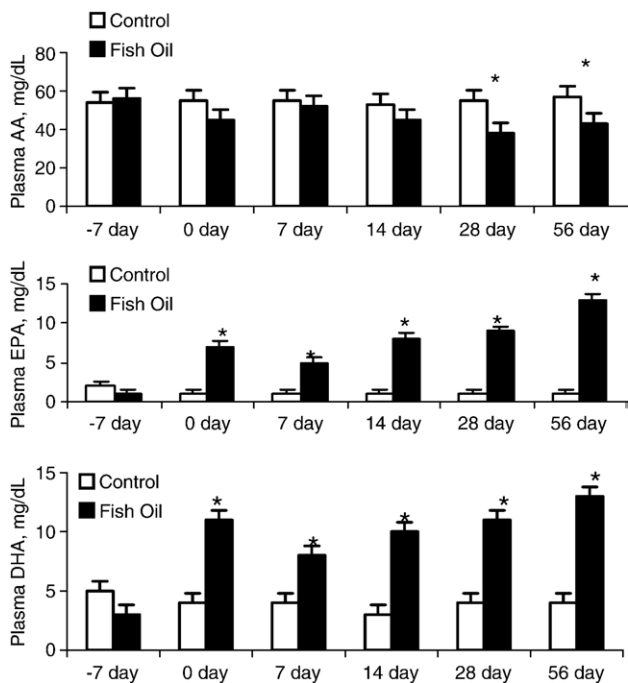 Control
Fish Oil
Plasma AA, mg/dL
80
60
40
20
0
* *
-7 day 0 day 7 day 14 day 28 day 56 day
Control
Fish Oil
Plasma EPA, mg/dL
15
10
5
0
* * * * *
-7 day 0 day 7 day 14 day 28 day 56 day
Control
Fish Oil
Plasma DHA, mg/dL
15
10
5
0
* * * * *
-7 day 0 day 7 day 14 day 28 day 56 day